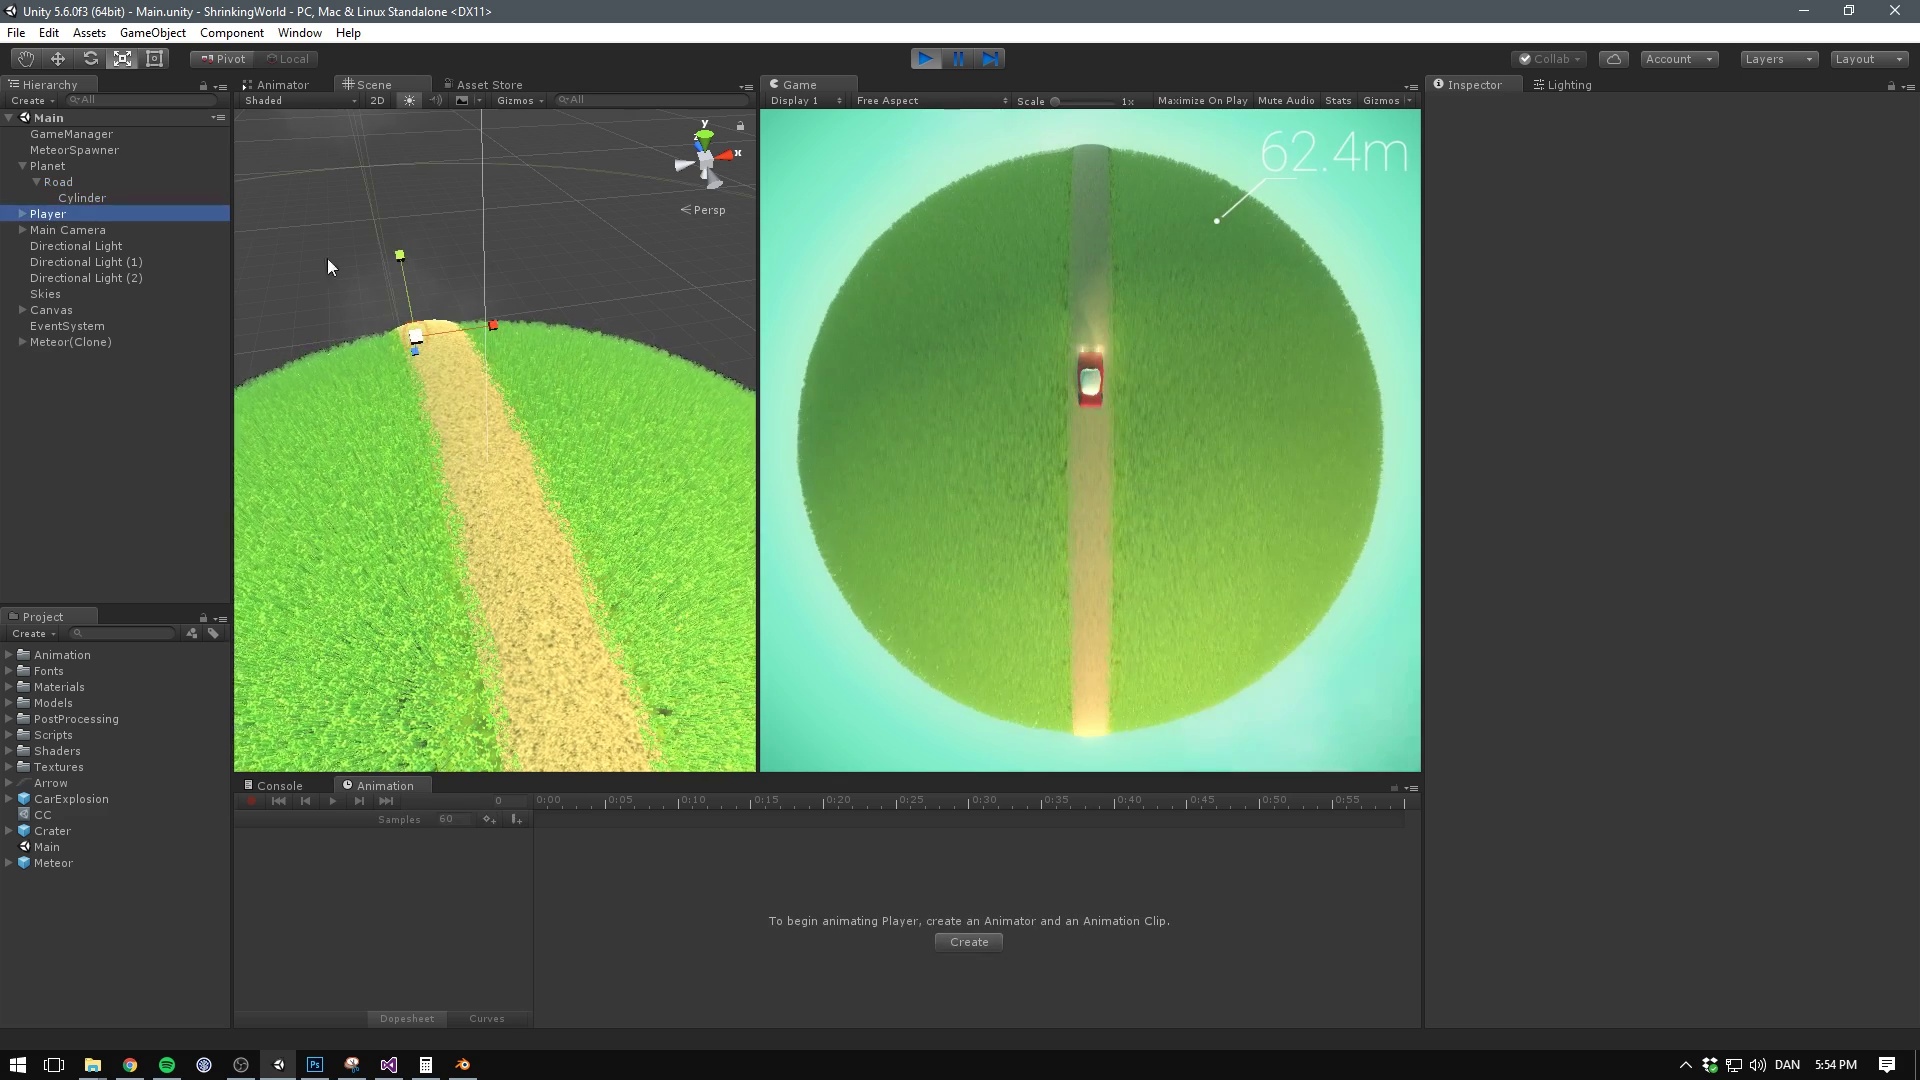 Unity 5.6.0f3 (64bit) - Main.unity - ShrinkingWorld - PC, Mac & Linux Standalone <DX11>
File Edit Assets GameObject Component Window Help
Pivot Local Collab Account Layers Layout
Hierarchy Animator Scene Asset Store Game Inspector Lighting
Create All Shaded 2D Gizmos All Display 1 Free Aspect Scale 1x Maximize On Play Mute Audio Stats Gizmos
Main
GameManager
MeteorSpawner
Planet
Road
Cylinder
Player
Main Camera
Directional Light
Directional Light (1)
Directional Light (2)
Skies
Canvas
EventSystem
Meteor(Clone)
y
x
z
Persp
62.4m
Project
Create
Animation
Fonts
Materials
Models
PostProcessing
Scripts
Shaders
Textures
Arrow
CarExplosion
CC
Crater
Main
Meteor
Console Animation
0 0:00 0:05 0:10 0:15 0:20 0:25 0:30 0:35 0:40 0:45 0:50 0:55
Samples 60
To begin animating Player, create an Animator and an Animation Clip.
Create
Dopesheet Curves
Ps DAN 5:54 PM